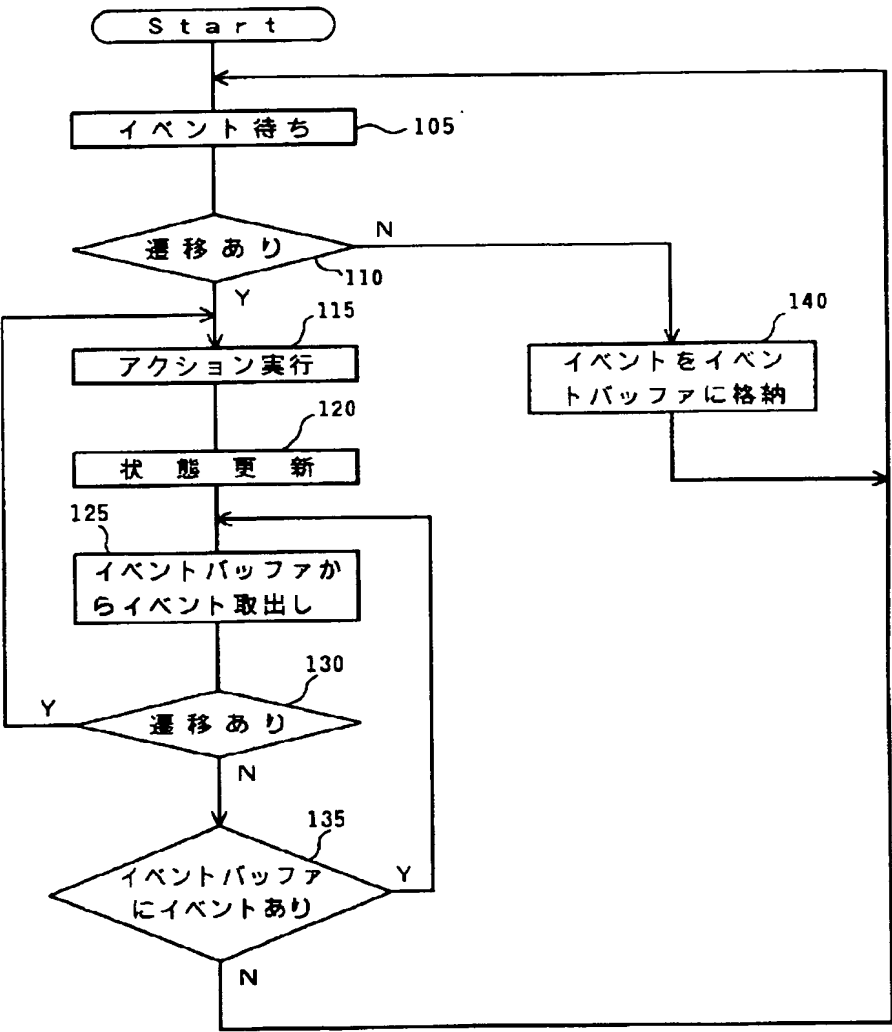 Start
イベント待ち
105
遷移あり
N
110
Y
115
アクション実行
140
イベントをイベン
トバッファに格納
120
状態更新
125
イベントバッファか
らイベント取出し
130
遷移あり
Y
N
135
イベントバッファ
にイベントあり
Y
N